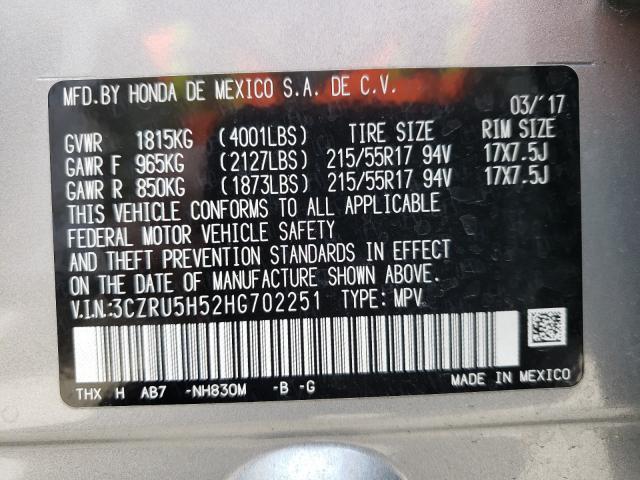 MFD.BY HONDA DE MEXICO S.A. DE C.V.
03/'17
GVWR 1815KG (4001LBS) TIRE SIZE RIM SIZE
GAWR F 965KG (2127LBS) 215/55R17 94V 17X7.5J
GAWR R 850KG (1873LBS) 215/55R17 94V 17X7.5J
THIS VEHICLE CONFORMS TO ALL APPLICABLE
FEDERAL MOTOR VEHICLE SAFETY
AND THEFT PREVENTION STANDARDS IN EFFECT
ON THE DATE OF MANUFACTURE SHOWN ABOVE.
V.I.N:3CZRU5H52HG702251 TYPE: MPV
THX H AB7 -NH830M -B -G
MADE IN MEXICO